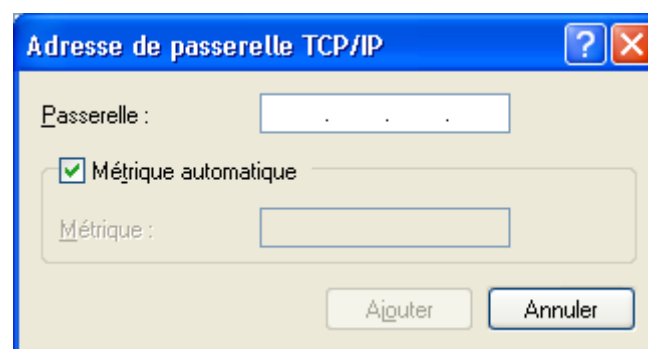 Adresse de passerelle TCP/IP
Passerelle : . . .
Métrique automatique
Métrique :
Ajouter Annuler